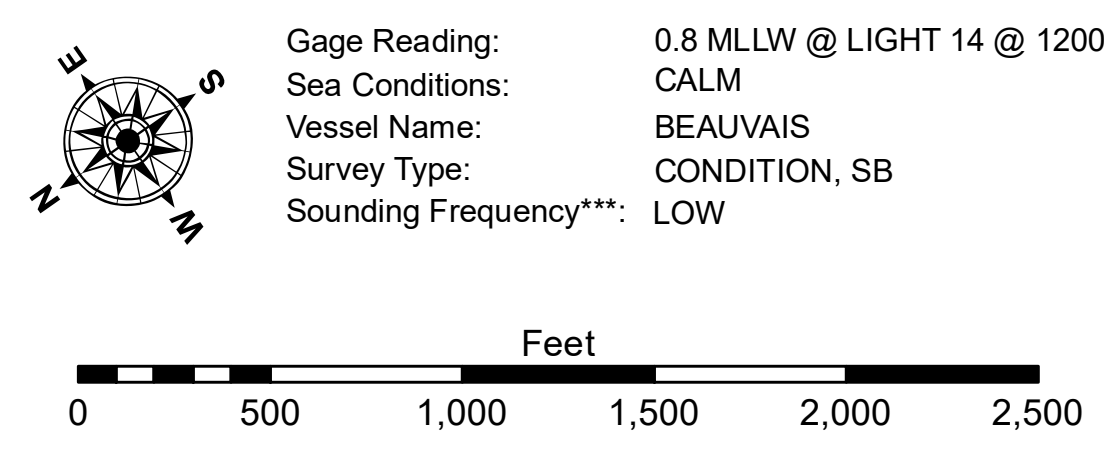 E
S
N
W
Gage Reading: 0.8 MLLW @ LIGHT 14 @ 1200
Sea Conditions: CALM
Vessel Name: BEAUVAIS
Survey Type: CONDITION, SB
Sounding Frequency***: LOW
Feet
0 500 1,000 1,500 2,000 2,500